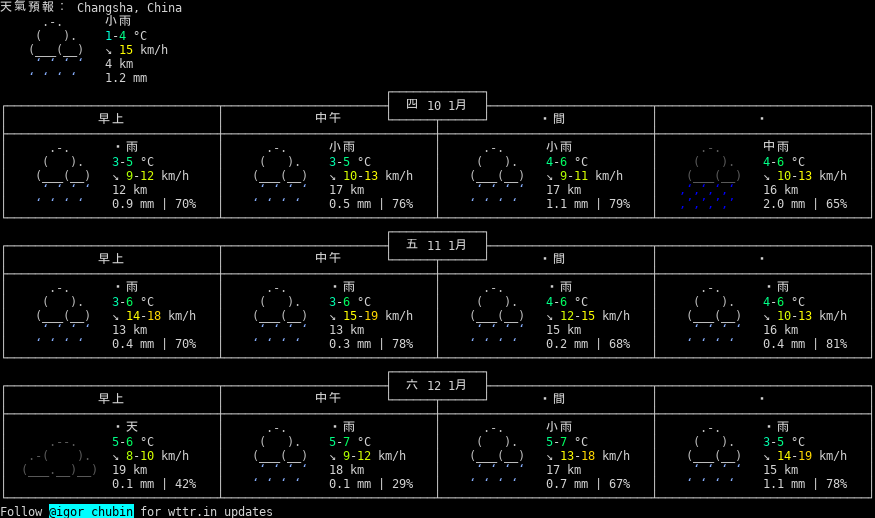 天氣預報： Changsha, China
小雨
1-4 °C
↘ 15 km/h
4 km
1.2 mm
四 10 1月
早上 中午 ・間 ・
・雨 小雨 小雨 中雨
3-5 °C 3-5 °C 4-6 °C 4-6 °C
↘ 9-12 km/h ↘ 10-13 km/h ↘ 9-11 km/h ↘ 10-13 km/h
12 km 17 km 17 km 16 km
0.9 mm | 70% 0.5 mm | 76% 1.1 mm | 79% 2.0 mm | 65%
五 11 1月
早上 中午 ・間 ・
・雨 ・雨 ・雨 ・雨
3-6 °C 3-6 °C 4-6 °C 4-6 °C
↘ 14-18 km/h ↘ 15-19 km/h ↘ 12-15 km/h ↘ 10-13 km/h
13 km 13 km 15 km 16 km
0.4 mm | 70% 0.3 mm | 78% 0.2 mm | 68% 0.4 mm | 81%
六 12 1月
早上 中午 ・間 ・
・天 ・雨 小雨 ・雨
5-6 °C 5-7 °C 5-7 °C 3-5 °C
↘ 8-10 km/h ↘ 9-12 km/h ↘ 13-18 km/h ↘ 14-19 km/h
19 km 18 km 17 km 15 km
0.1 mm | 42% 0.1 mm | 29% 0.7 mm | 67% 1.1 mm | 78%
Follow @igor_chubin for wttr.in updates